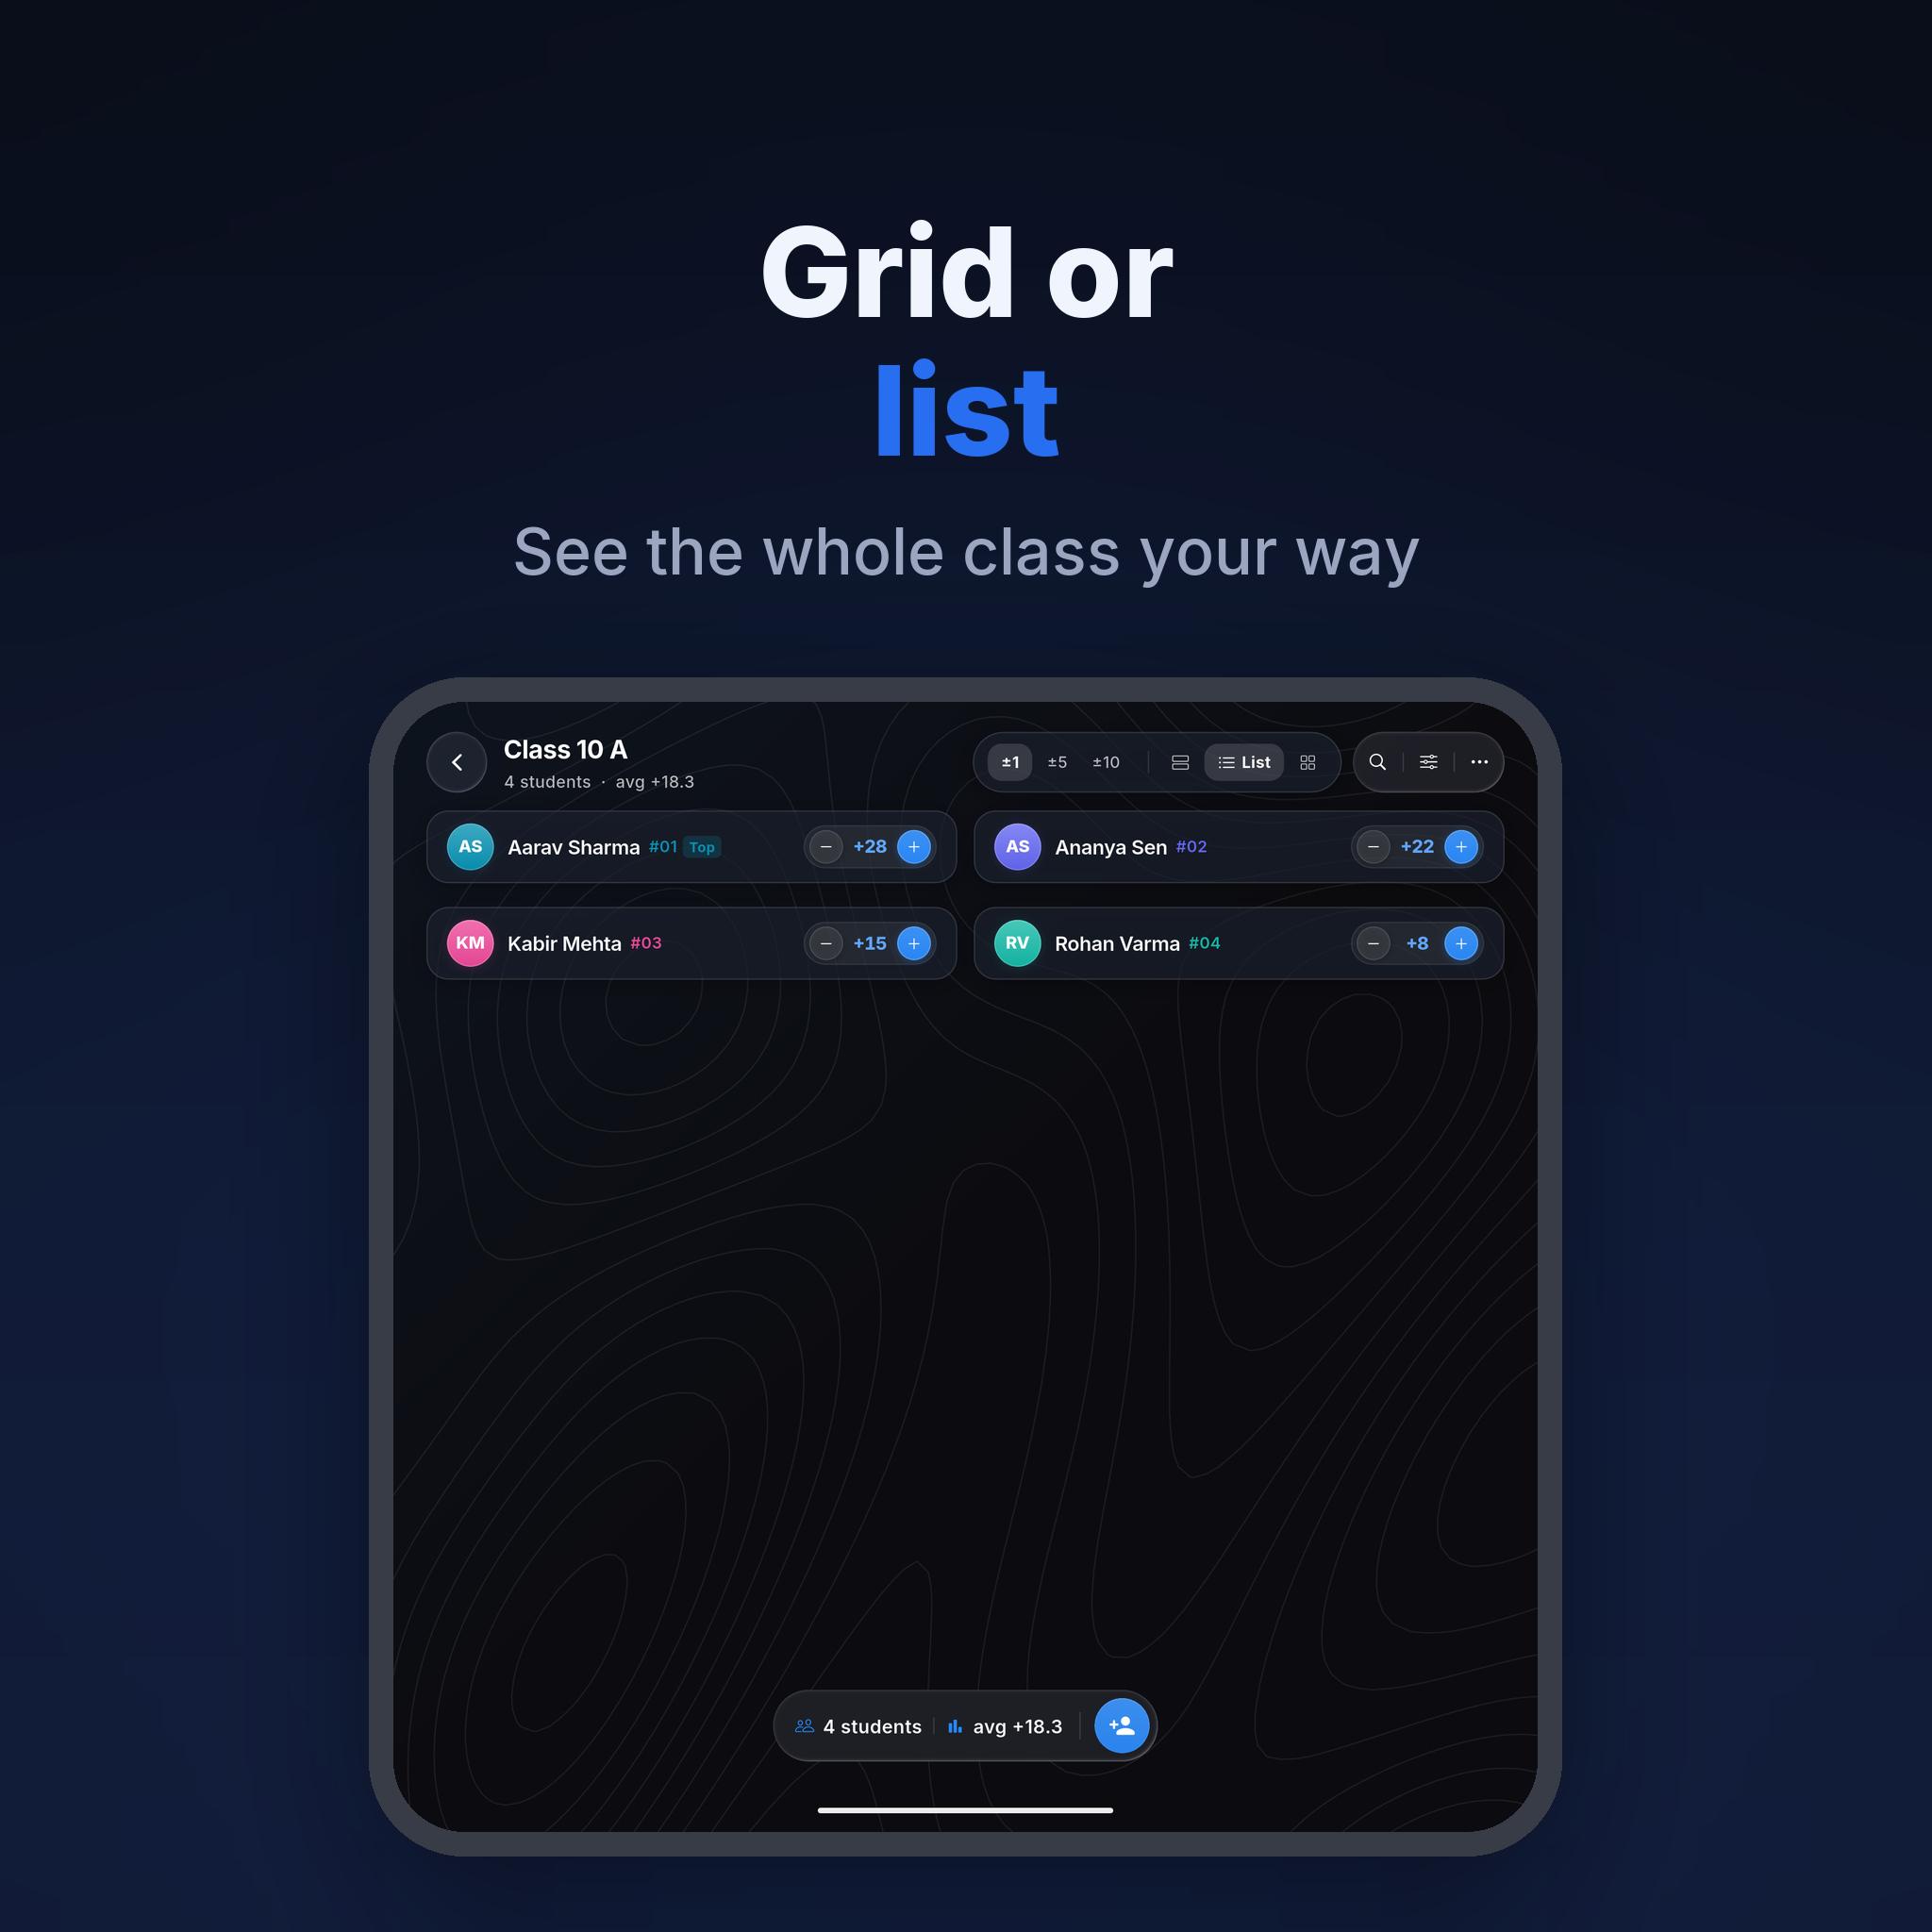 Grid or
list
See the whole class your way
Class 10 A
4 students · avg +18.3
±1 ±5 ±10 List
AS Aarav Sharma #01 Top − +28 +
AS Ananya Sen #02 − +22 +
KM Kabir Mehta #03 − +15 +
RV Rohan Varma #04 − +8 +
4 students avg +18.3